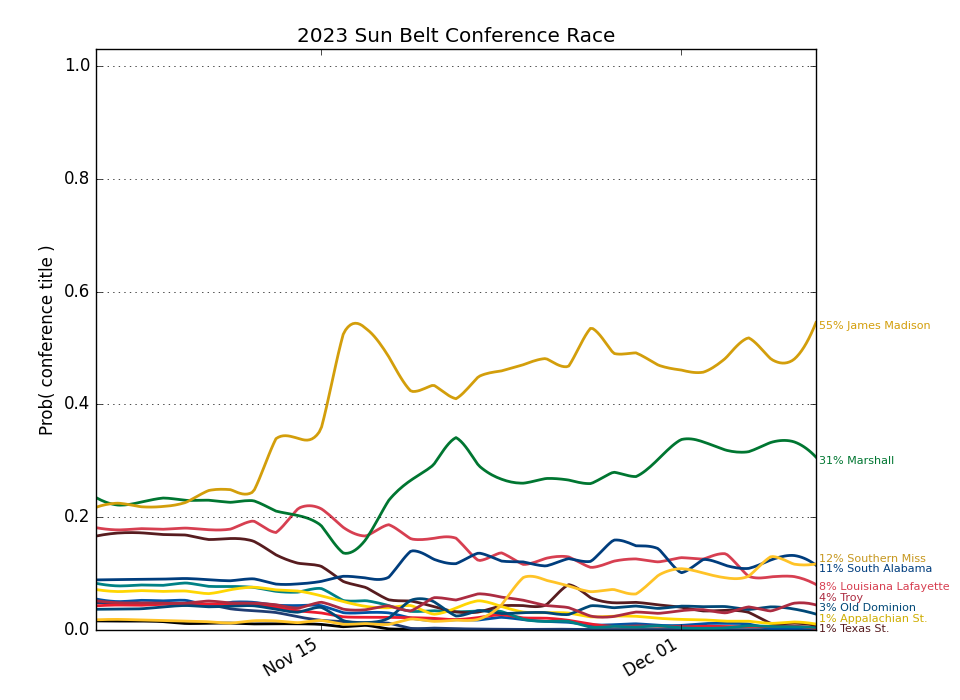 2023 Sun Belt Conference Race
1.0
0.8
0.6
0.4
0.2
0.0
Prob( conference title )
Nov 15
Dec 01
55% James Madison
31% Marshall
12% Southern Miss
11% South Alabama
8% Louisiana Lafayette
4% Troy
3% Old Dominion
1% Appalachian St.
1% Texas St.